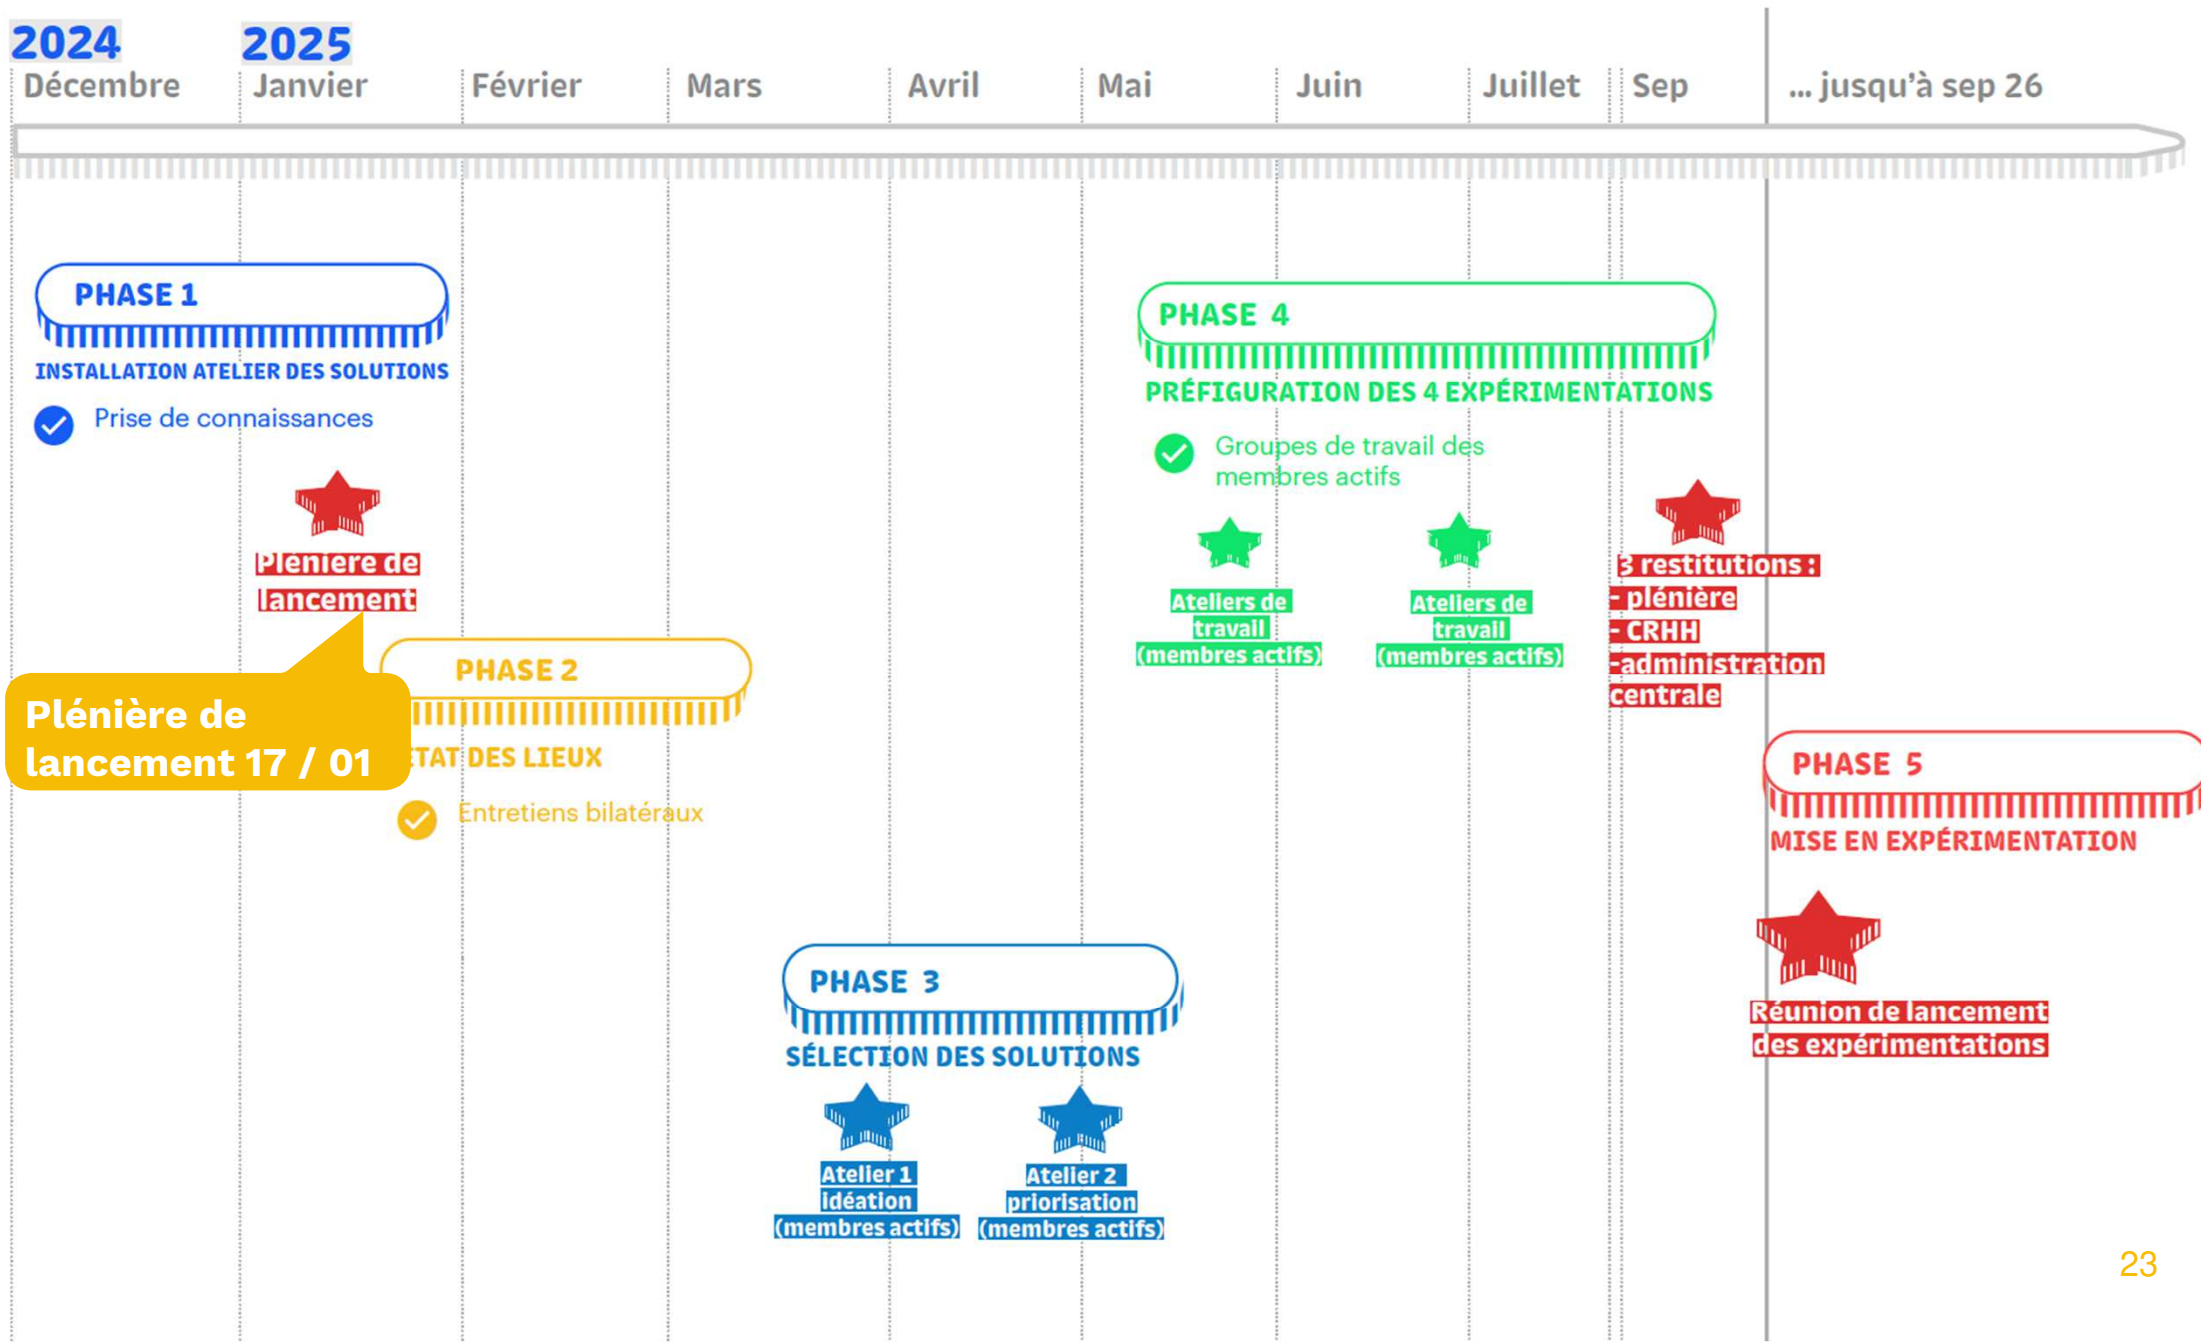 2024
2025
Décembre
Janvier
Février
Mars
Avril
Mai
Juin
Juillet
Sep
... jusqu'à sep 26
PHASE 1
INSTALLATION ATELIER DES SOLUTIONS
Prise de connaissances
Plénière de
lancement
Plénière de
lancement 17 / 01
PHASE 2
ETAT DES LIEUX
Entretiens bilatéraux
PHASE 3
SÉLECTION DES SOLUTIONS
Atelier 1
idéation
(membres actifs)
Atelier 2
priorisation
(membres actifs)
PHASE 4
PRÉFIGURATION DES 4 EXPÉRIMENTATIONS
Groupes de travail des
membres actifs
Ateliers de
travail
(membres actifs)
Ateliers de
travail
(membres actifs)
3 restitutions :
- plénière
- CRHH
-administration
centrale
PHASE 5
MISE EN EXPÉRIMENTATION
Réunion de lancement
des expérimentations
23